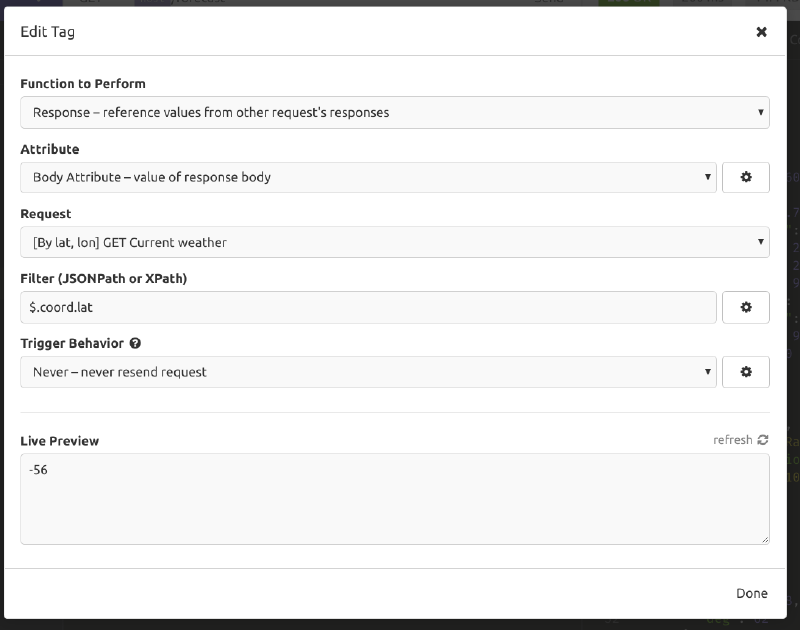 Edit Tag
Function to Perform
Response – reference values from other request's responses
Attribute
Body Attribute – value of response body
Request
[By lat, lon] GET Current weather
Filter (JSONPath or XPath)
$.coord.lat
Trigger Behavior
Never – never resend request
Live Preview
refresh
-56
Done